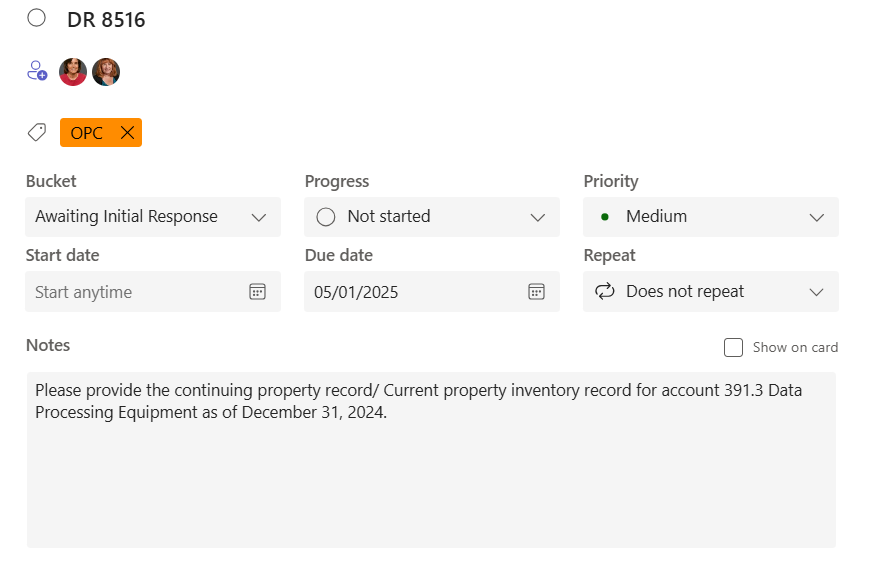 DR 8516
OPC
Bucket Progress Priority
Awaiting Initial Response Not started Medium
Start date Due date Repeat
Start anytime 05/01/2025 Does not repeat
Notes Show on card
Please provide the continuing property record/ Current property inventory record for account 391.3 Data
Processing Equipment as of December 31, 2024.